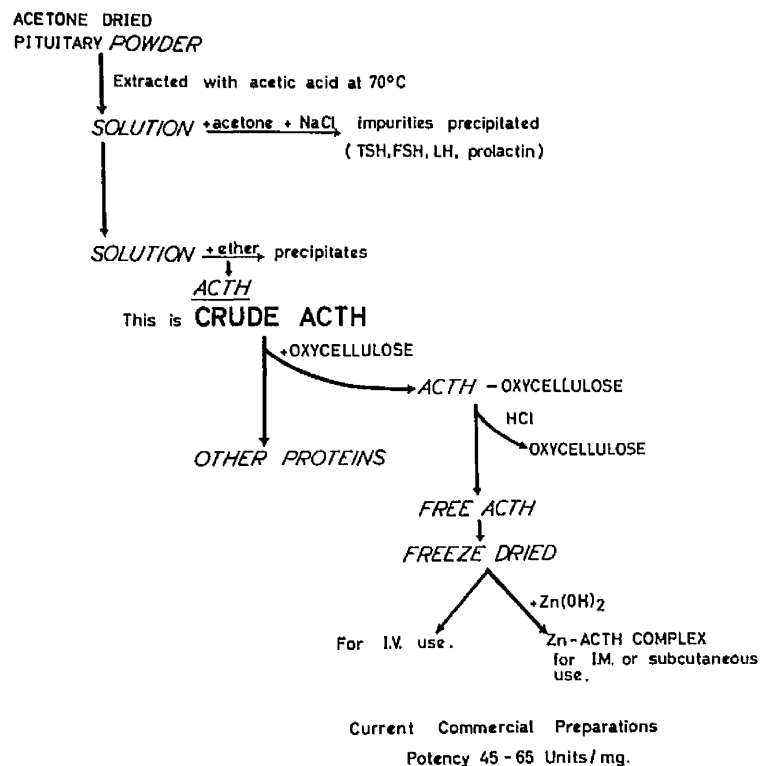 ACETONE DRIED
PITUITARY POWDER
Extracted with acetic acid at 70°C
SOLUTION +acetone + NaCl impurities precipitated
(TSH, FSH, LH, prolactin)
SOLUTION +ether precipitates
ACTH
This is CRUDE ACTH
+OXYCELLULOSE
ACTH - OXYCELLULOSE
HCl
OXYCELLULOSE
OTHER PROTEINS
FREE ACTH
FREEZE DRIED
+Zn(OH)2
For I.V. use.
Zn-ACTH COMPLEX
for I.M. or subcutaneous
use.
Current Commercial Preparations
Potency 45 - 65 Units/mg.